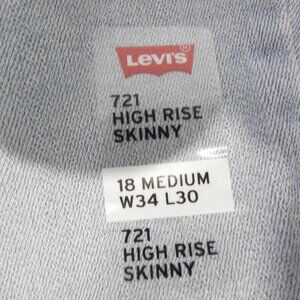 Levi's®
721
HIGH RISE
SKINNY
18 MEDIUM
W34 L30
721
HIGH RISE
SKINNY